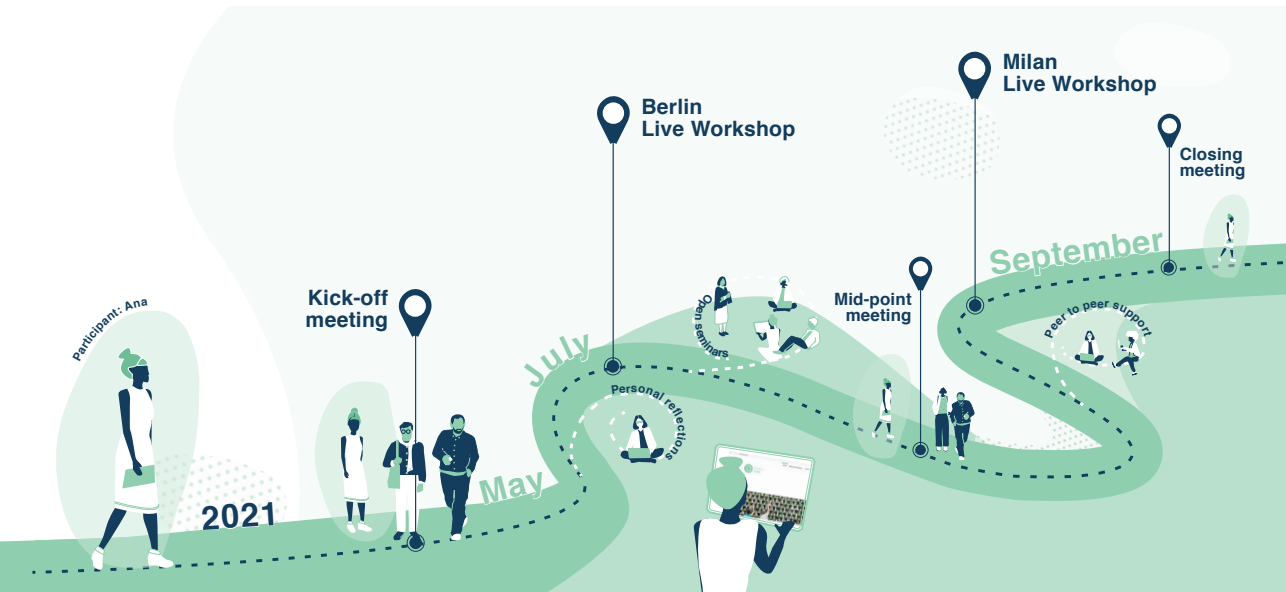 Participant: Ana
2021
Kick-off
meeting
May
July
Berlin
Live Workshop
Personal reflections
Open seminars
Mid-point
meeting
Milan
Live Workshop
September
Peer to peer support
Closing
meeting